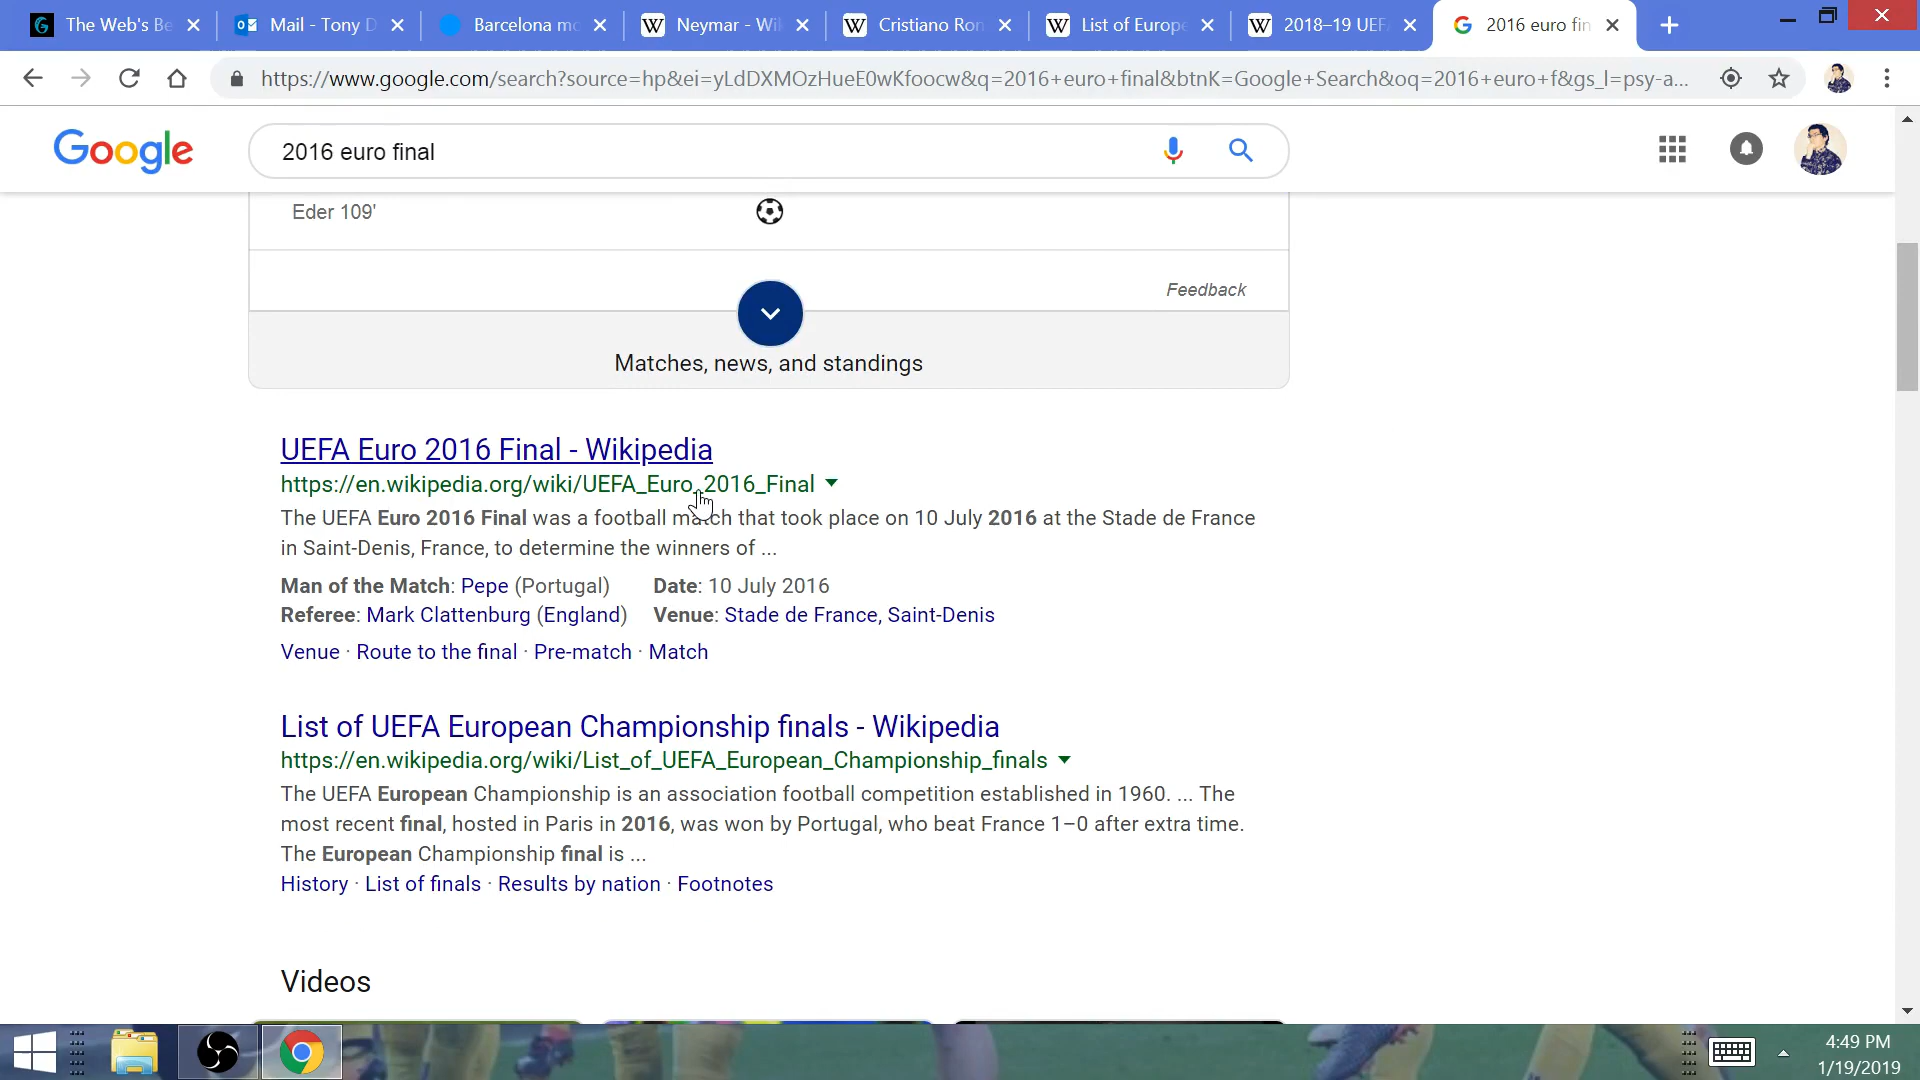 The Web's Be
Mail - Tony D
Barcelona mo
Neymar - Wik
Cristiano Ron
List of Europe
2018–19 UEF
2016 euro fin
https://www.google.com/search?source=hp&ei=yLdDXMOzHueE0wKfoocw&q=2016+euro+final&btnK=Google+Search&oq=2016+euro+f&gs_l=psy-a...
Google
2016 euro final
Eder 109'
Feedback
Matches, news, and standings
UEFA Euro 2016 Final - Wikipedia
https://en.wikipedia.org/wiki/UEFA_Euro_2016_Final
The UEFA Euro 2016 Final was a football match that took place on 10 July 2016 at the Stade de France
in Saint-Denis, France, to determine the winners of ...
Man of the Match: Pepe (Portugal) Date: 10 July 2016
Referee: Mark Clattenburg (England) Venue: Stade de France, Saint-Denis
Venue · Route to the final · Pre-match · Match
List of UEFA European Championship finals - Wikipedia
https://en.wikipedia.org/wiki/List_of_UEFA_European_Championship_finals
The UEFA European Championship is an association football competition established in 1960. ... The
most recent final, hosted in Paris in 2016, was won by Portugal, who beat France 1–0 after extra time.
The European Championship final is ...
History · List of finals · Results by nation · Footnotes
Videos
4:49 PM
1/19/2019